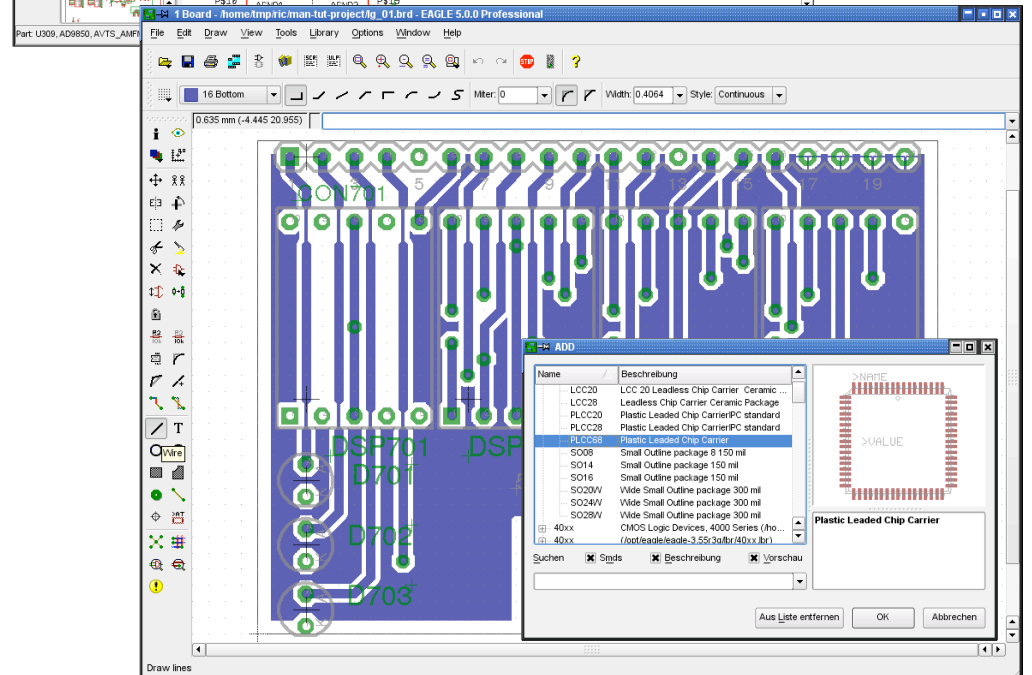 Part: U309, AD9850, AVTS_AMFM
1 Board - /home/tmp/ric/man-tut-project/lg_01.brd - EAGLE 5.0.0 Professional
File Edit Draw View Tools Library Options Window Help
16 Bottom Miter: 0 Width: 0.4064 Style: Continuous
0.635 mm (-4.445 20.955)
5 7 9 13 15 17 19
CON701
DSP701
DSP
D701
D702
D703
Wire
ADD
Name Beschreibung
LCC20 LCC 20 Leadless Chip Carrier Ceramic ...
LCC28 Leadless Chip Carrier Ceramic Package
PLCC20 Plastic Leaded Chip CarrierIPC standard
PLCC28 Plastic Leaded Chip CarrierIPC standard
PLCC68 Plastic Leaded Chip Carrier
SO08 Small Outline package 8 150 mil
SO14 Small Outline package 150 mil
SO16 Small Outline package 150 mil
SO20W Wide Small Outline package 300 mil
SO24W Wide Small Outline package 300 mil
SO28W Wide Small Outline package 300 mil
40xx CMOS Logic Devices, 4000 Series (/ho...
40xx (/opt/eagle/eagle-3.55r3g/lbr/40xx.lbr)
>NAME
>VALUE
Plastic Leaded Chip Carrier
Suchen Smds Beschreibung Vorschau
Aus Liste entfernen OK Abbrechen
Draw lines